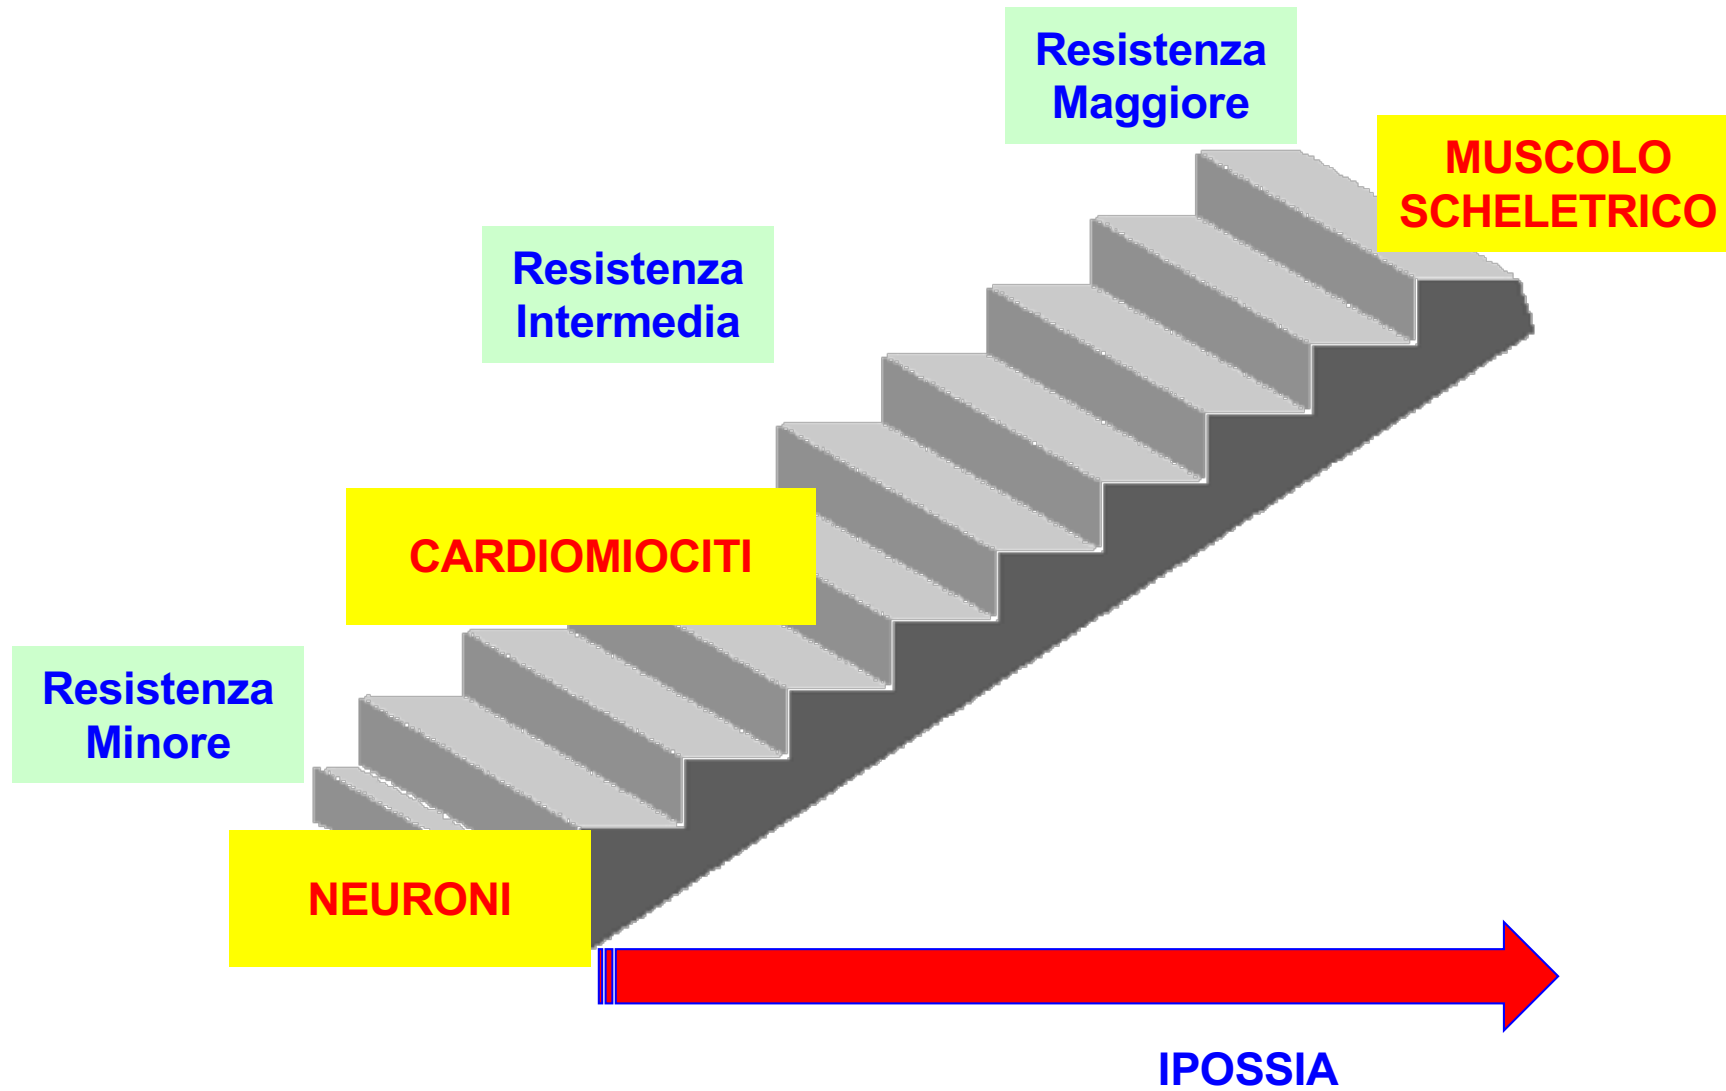 Resistenza
Maggiore
MUSCOLO
SCHELETRICO
Resistenza
Intermedia
CARDIOMIOCITI
Resistenza
Minore
NEURONI
IPOSSIA